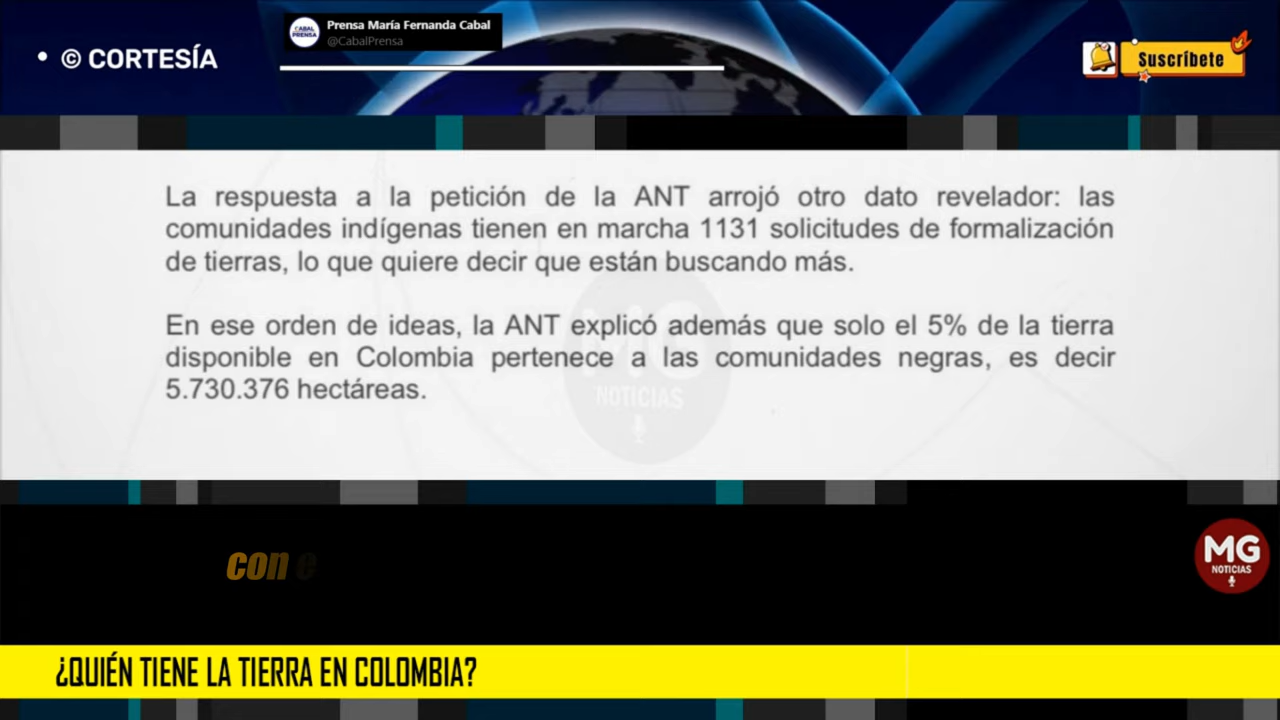 • © CORTESÍA
CABAL
PRENSA
Prensa María Fernanda Cabal
@CabalPrensa
Suscríbete
La respuesta a la petición de la ANT arrojó otro dato revelador: las
comunidades indígenas tienen en marcha 1131 solicitudes de formalización
de tierras, lo que quiere decir que están buscando más.
En ese orden de ideas, la ANT explicó además que solo el 5% de la tierra
disponible en Colombia pertenece a las comunidades negras, es decir
5.730.376 hectáreas.
MG
NOTICIAS
con e
MG
NOTICIAS
¿QUIÉN TIENE LA TIERRA EN COLOMBIA?